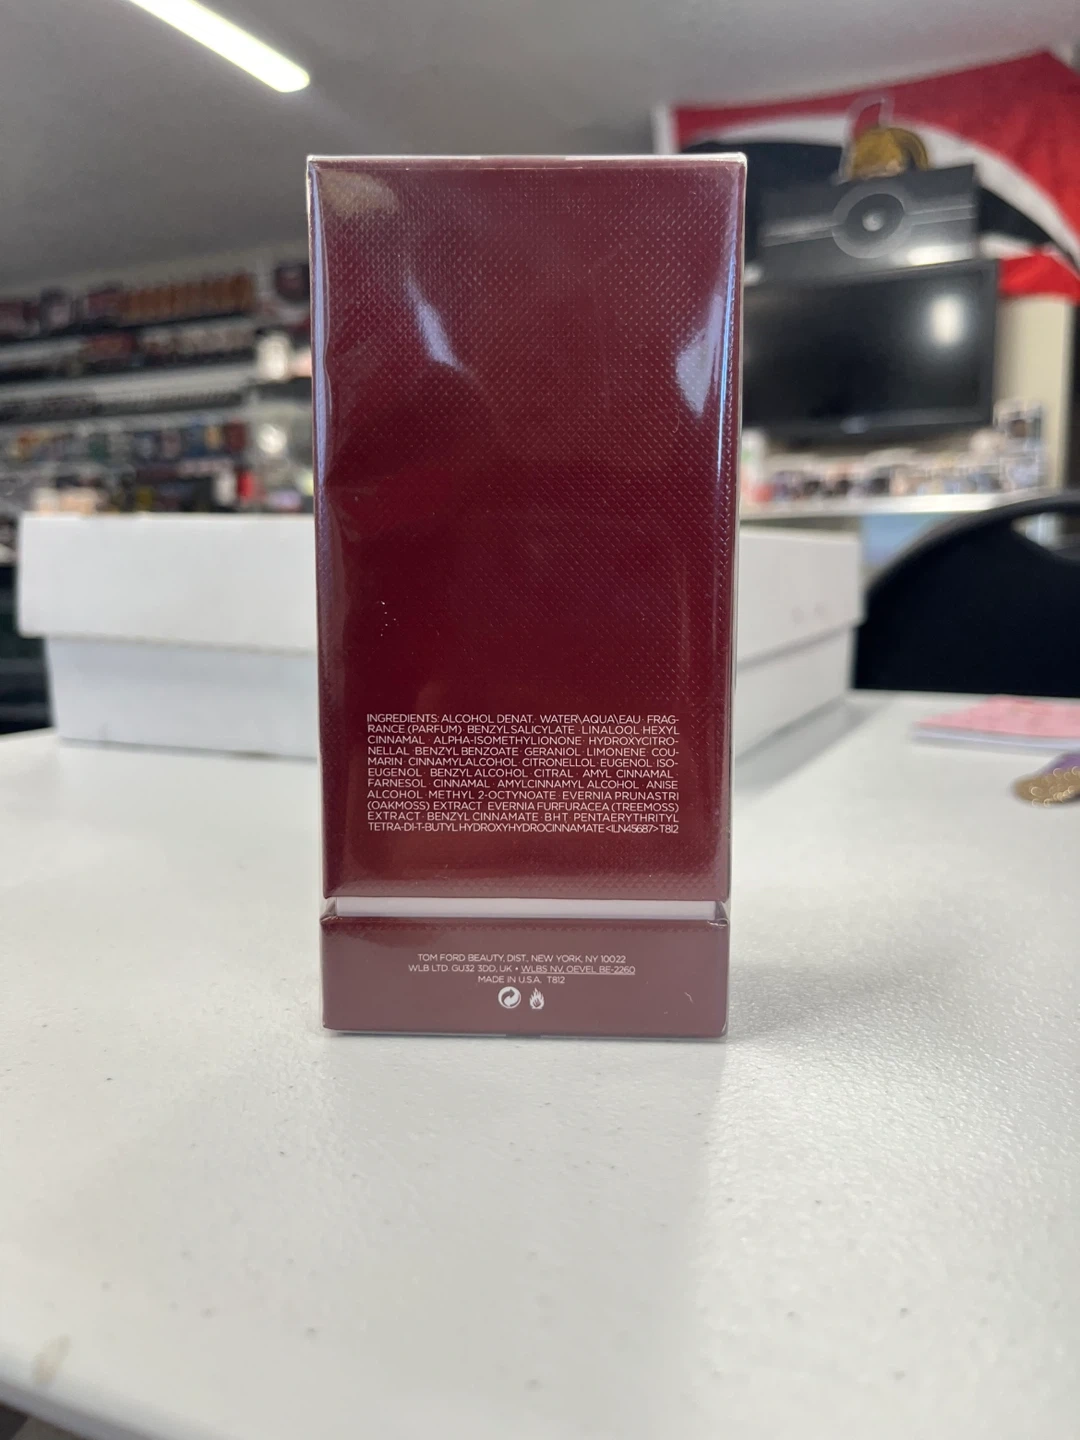 INGREDIENTS: ALCOHOL DENAT. · WATER\AQUA\EAU · FRAG-
RANCE (PARFUM) · BENZYL SALICYLATE · LINALOOL · HEXYL
CINNAMAL · ALPHA-ISOMETHYL IONONE · HYDROXYCITRO-
NELLAL · BENZYL BENZOATE · GERANIOL · LIMONENE · COU-
MARIN · CINNAMYL ALCOHOL · CITRONELLOL · EUGENOL · ISO-
EUGENOL · BENZYL ALCOHOL · CITRAL · AMYL CINNAMAL ·
FARNESOL · CINNAMAL · AMYLCINNAMYL ALCOHOL · ANISE
ALCOHOL · METHYL 2-OCTYNOATE · EVERNIA PRUNASTRI
(OAKMOSS) EXTRACT · EVERNIA FURFURACEA (TREEMOSS)
EXTRACT · BENZYL CINNAMATE · BHT · PENTAERYTHRITYL
TETRA-DI-T-BUTYL HYDROXYHYDROCINNAMATE <ILN45687> T812
TOM FORD BEAUTY, DIST., NEW YORK, NY 10022
WLB LTD. GU32 3DD, UK • WLBS NV, OEVEL BE-2260
MADE IN U.S.A. T812